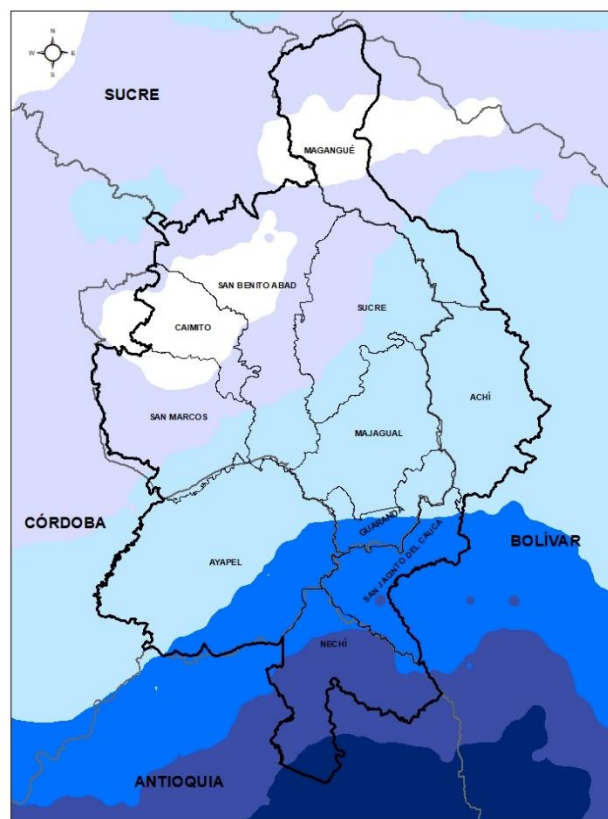 N
W E
S
SUCRE
MAGANGUÉ
SAN BENITO ABAD
SUCRE
CAIMITO
ACHÍ
SAN MARCOS
MAJAGUAL
CÓRDOBA
GUARANDA
BOLÍVAR
AYAPEL
SAN JACINTO DEL CAUCA
NECHÍ
ANTIOQUIA